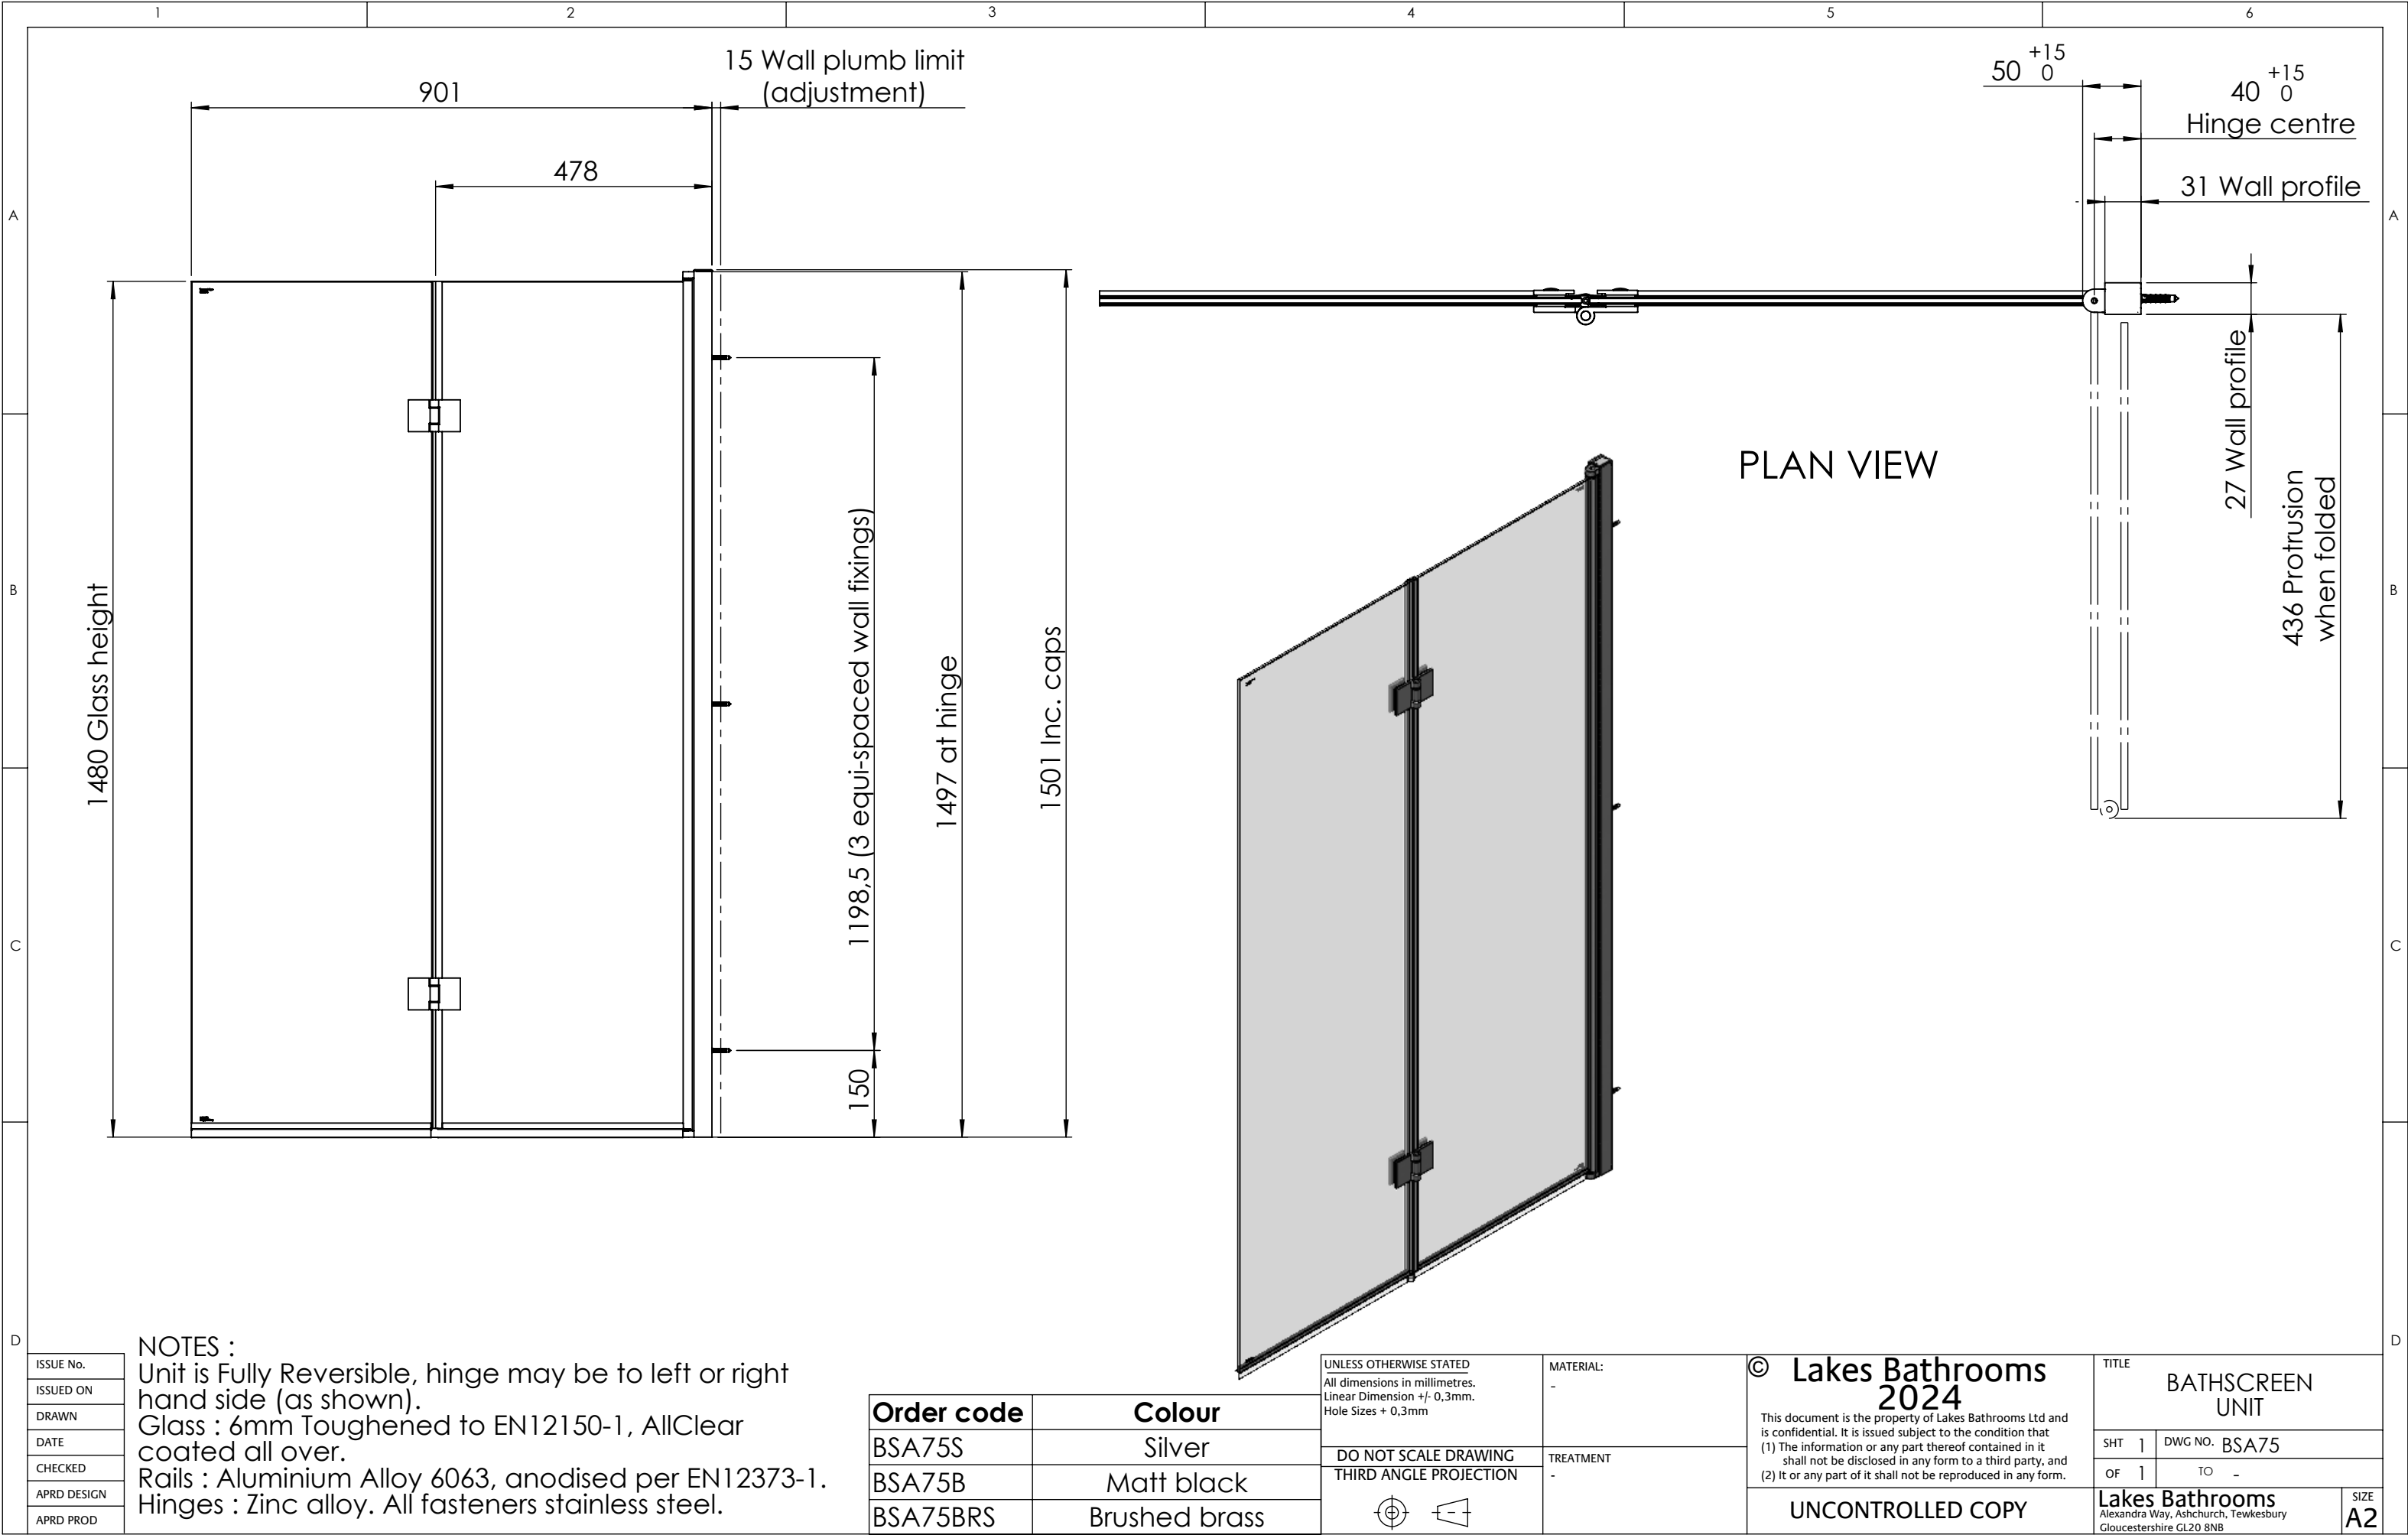 1 2 3 4 5 6
A
B
C
D
A
B
C
D
901
15 Wall plumb limit
(adjustment)
478
1480 Glass height
1198,5 (3 equi-spaced wall fixings)
150
1497 at hinge
1501 Inc. caps
50 +15 0
40 +15 0
Hinge centre
31 Wall profile
27 Wall profile
436 Protrusion
when folded
PLAN VIEW
NOTES :
Unit is Fully Reversible, hinge may be to left or right
hand side (as shown).
Glass : 6mm Toughened to EN12150-1, AllClear
coated all over.
Rails : Aluminium Alloy 6063, anodised per EN12373-1.
Hinges : Zinc alloy. All fasteners stainless steel.
ISSUE No.
ISSUED ON
DRAWN
DATE
CHECKED
APRD DESIGN
APRD PROD
Order code Colour
BSA75S Silver
BSA75B Matt black
BSA75BRS Brushed brass
UNLESS OTHERWISE STATED
All dimensions in millimetres.
Linear Dimension +/- 0,3mm.
Hole Sizes + 0,3mm
DO NOT SCALE DRAWING
THIRD ANGLE PROJECTION
MATERIAL:
-
TREATMENT
-
© Lakes Bathrooms
2024
This document is the property of Lakes Bathrooms Ltd and
is confidential. It is issued subject to the condition that
(1) The information or any part thereof contained in it
shall not be disclosed in any form to a third party, and
(2) It or any part of it shall not be reproduced in any form.
UNCONTROLLED COPY
TITLE
BATHSCREEN
UNIT
SHT 1 DWG NO. BSA75
OF 1 TO -
Lakes Bathrooms
Alexandra Way, Ashchurch, Tewkesbury
Gloucestershire GL20 8NB
SIZE
A2